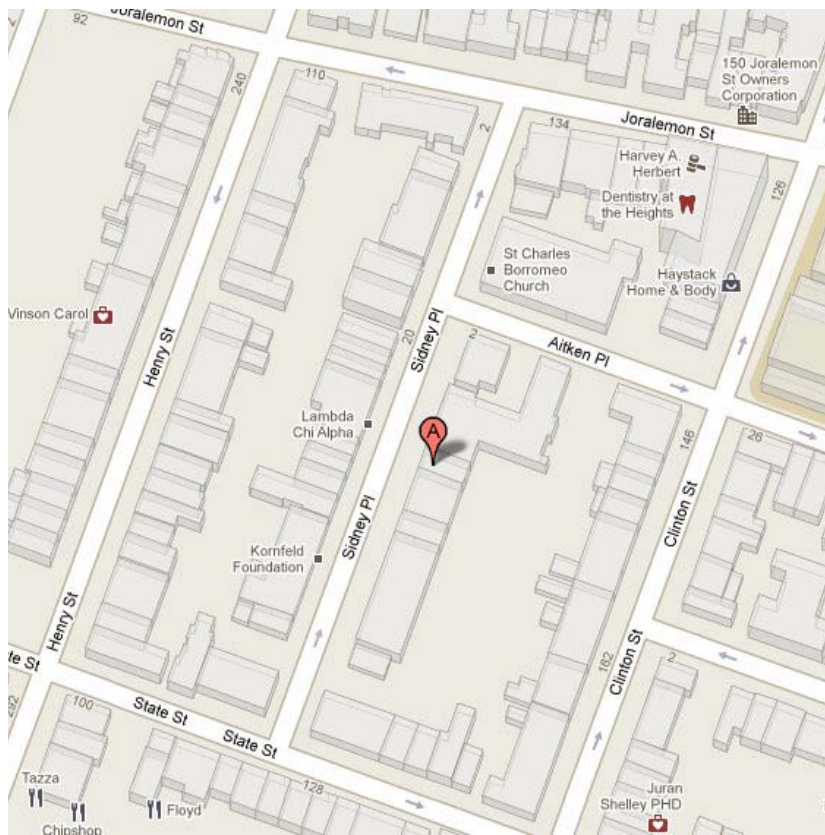 Joralemon St
92
2
240
110
150 Joralemon
St Owners
Corporation
2
134
Joralemon St
Harvey A.
Herbert
Dentistry at
the Heights
126
St Charles
Borromeo
Church
Haystack
Home & Body
Vinson Carol
Henry St
20
Sidney Pl
2
Aitken Pl
Lambda
Chi Alpha
A
146
26
Clinton St
Sidney Pl
Kornfeld
Foundation
Henry St
te St
162
Clinton St
2
292
100
State St
State St
128
Tazza
Chipshop
Floyd
Juran
Shelley PHD